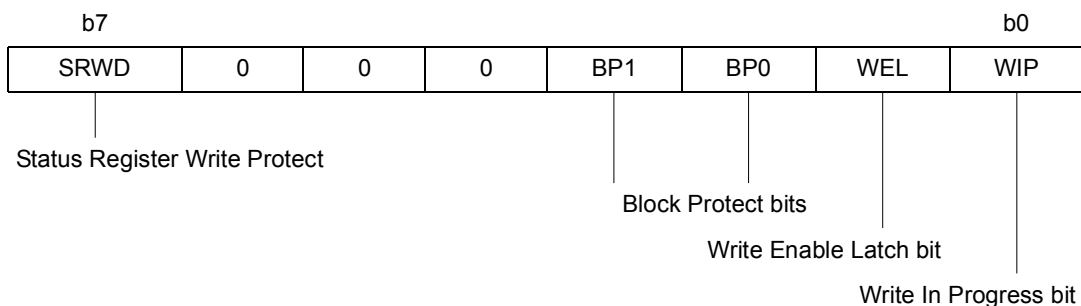 b7 b0
SRWD 0 0 0 BP1 BP0 WEL WIP
Status Register Write Protect
Block Protect bits
Write Enable Latch bit
Write In Progress bit